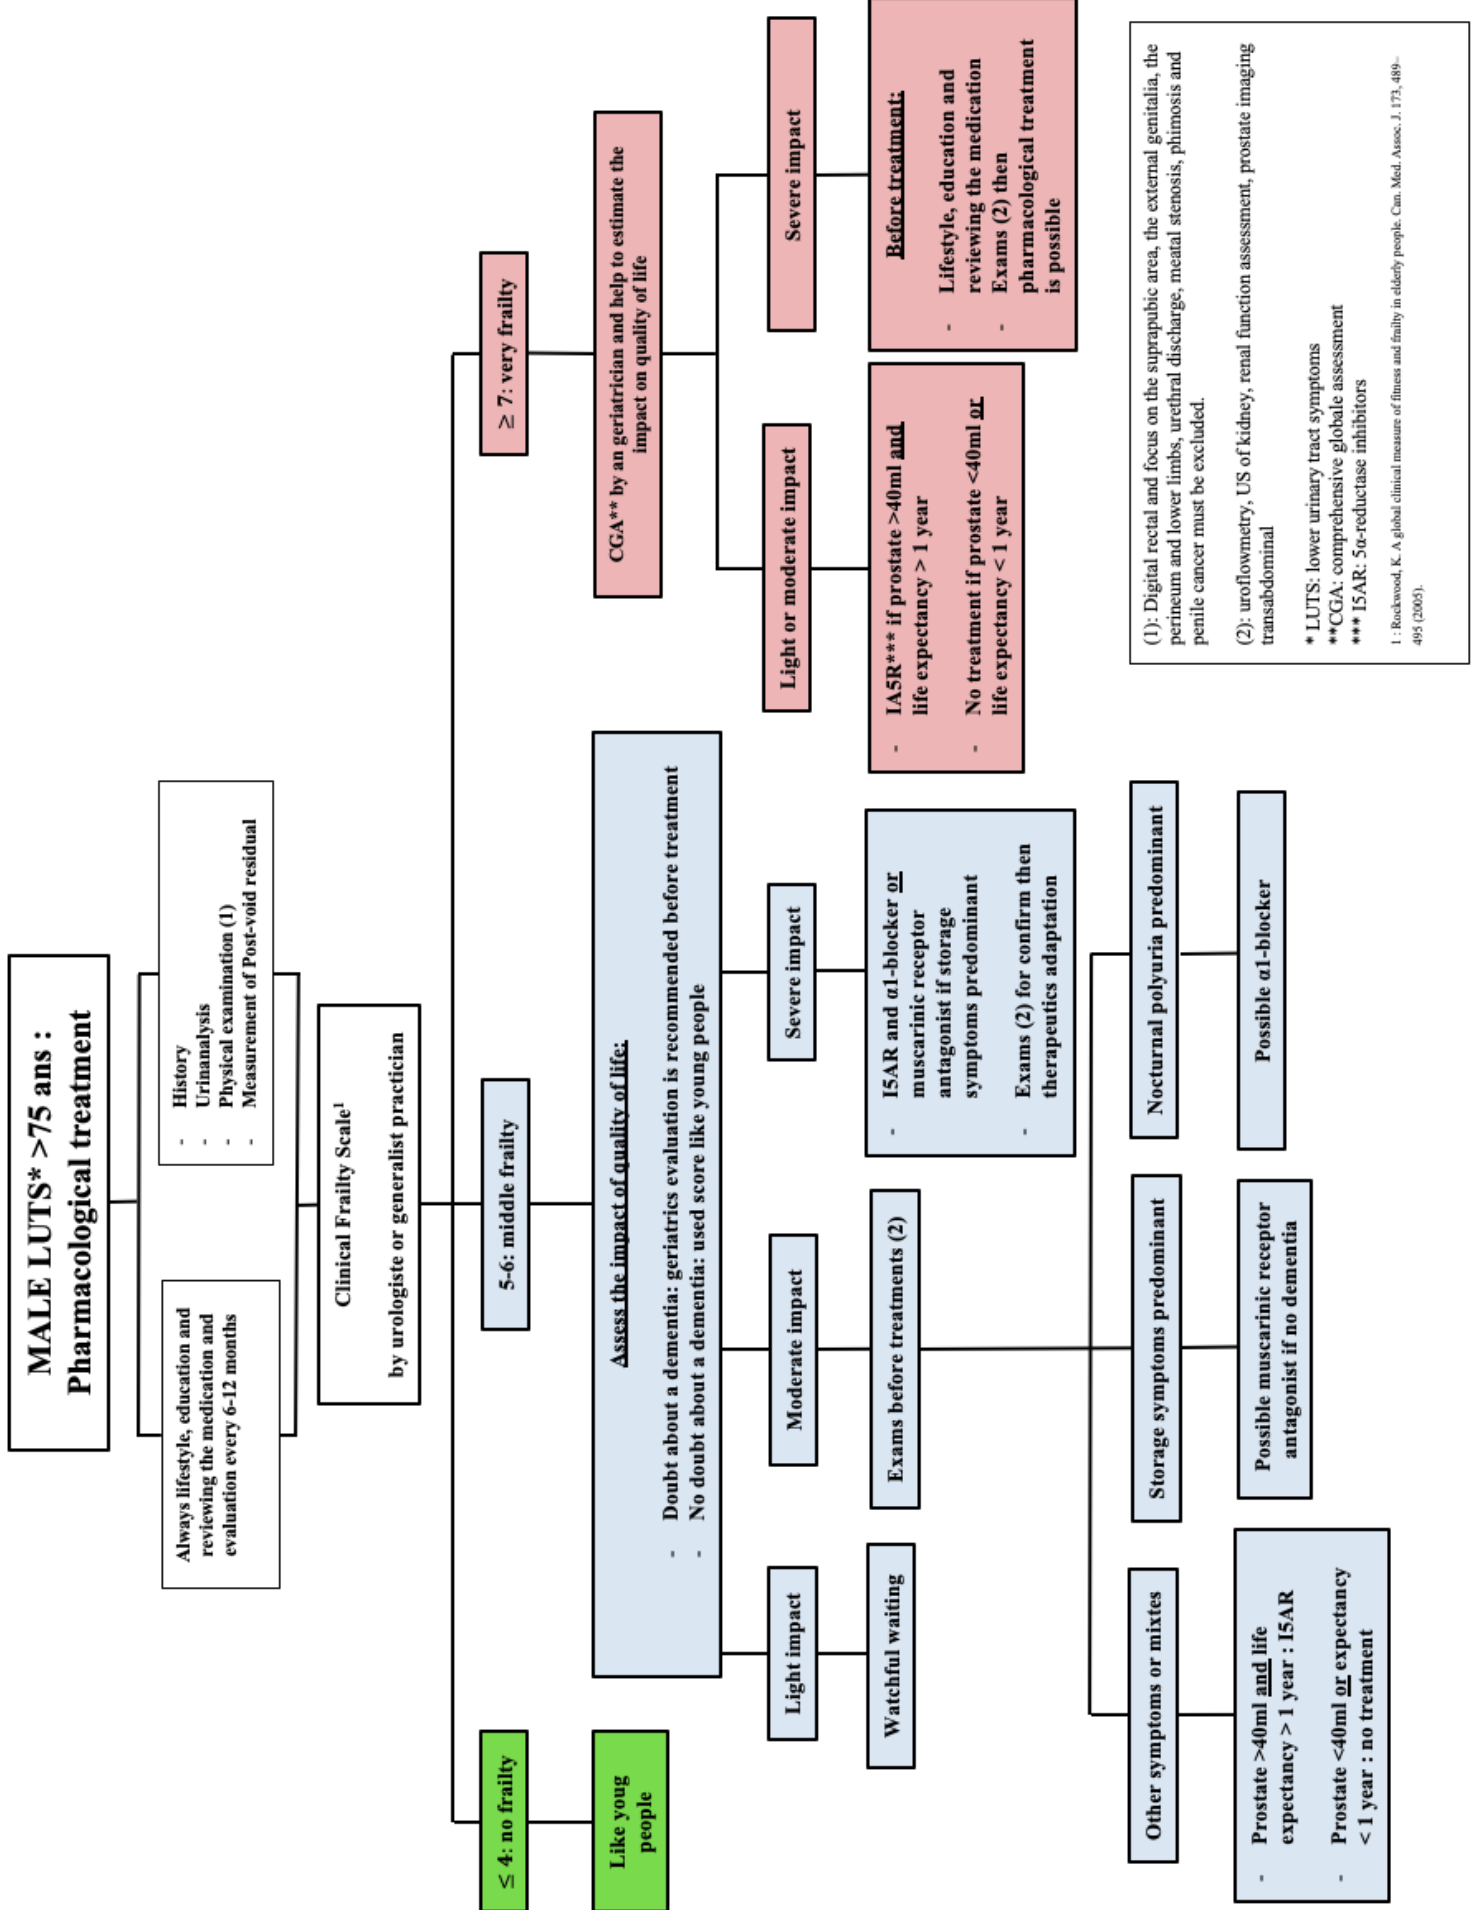 MALE LUTS* >75 ans :
Pharmacological treatment
Always lifestyle, education and
reviewing the medication and
evaluation every 6-12 months
- History
- Urinanalysis
- Physical examination (1)
- Measurement of Post-void residual
Clinical Frailty Scale¹
by urologiste or generalist practician
≤ 4: no frailty
5-6: middle frailty
≥ 7: very frailty
Like youg
people
Assess the impact of quality of life:
- Doubt about a dementia: geriatrics evaluation is recommended before treatment
- No doubt about a dementia: used score like young people
CGA** by an geriatrician and help to estimate the
impact on quality of life
Light impact
Moderate impact
Severe impact
Light or moderate impact
Severe impact
Watchful waiting
Exams before treatments (2)
- I5AR and α1-blocker or
muscarinic receptor
antagonist if storage
symptoms predominant
- Exams (2) for confirm then
therapeutics adaptation
- IA5R*** if prostate >40ml and
life expectancy > 1 year
- No treatment if prostate <40ml or
life expectancy < 1 year
Before treatment:
- Lifestyle, education and
reviewing the medication
- Exams (2) then
pharmacological treatment
is possible
Other symptoms or mixtes
Storage symptoms predominant
Nocturnal polyuria predominant
- Prostate >40ml and life
expectancy > 1 year : I5AR
- Prostate <40ml or expectancy
< 1 year : no treatment
Possible muscarinic receptor
antagonist if no dementia
Possible α1-blocker
(1): Digital rectal and focus on the suprapubic area, the external genitalia, the
perineum and lower limbs, urethral discharge, meatal stenosis, phimosis and
penile cancer must be excluded.
(2): uroflowmetry, US of kidney, renal function assessment, prostate imaging
transabdominal
* LUTS: lower urinary tract symptoms
**CGA: comprehensive globale assessment
*** I5AR: 5α-reductase inhibitors
1 : Rockwood, K. A global clinical measure of fitness and frailty in elderly people. Can. Med. Assoc. J. 173, 489–
495 (2005).